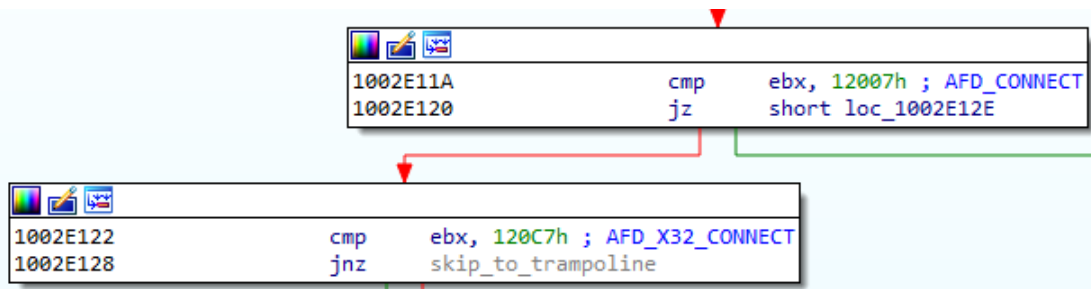 1002E11A cmp ebx, 12007h ; AFD_CONNECT
1002E120 jz short loc_1002E12E
1002E122 cmp ebx, 120C7h ; AFD_X32_CONNECT
1002E128 jnz skip_to_trampoline